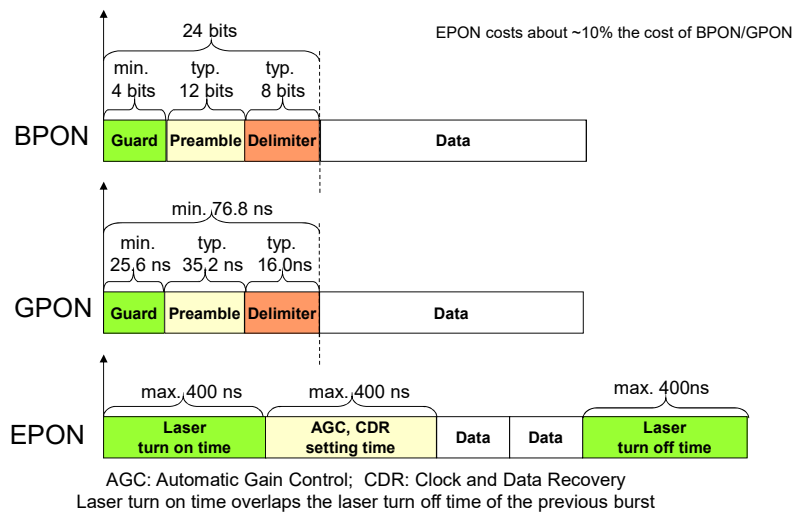 24 bits
EPON costs about ~10% the cost of BPON/GPON
min. typ. typ.
4 bits 12 bits 8 bits
BPON Guard Preamble Delimiter Data
min. 76.8 ns
min. typ. typ.
25.6 ns 35.2 ns 16.0ns
GPON Guard Preamble Delimiter Data
max. 400 ns max. 400 ns max. 400ns
EPON Laser turn on time AGC, CDR setting time Data Data Laser turn off time
AGC: Automatic Gain Control; CDR: Clock and Data Recovery
Laser turn on time overlaps the laser turn off time of the previous burst